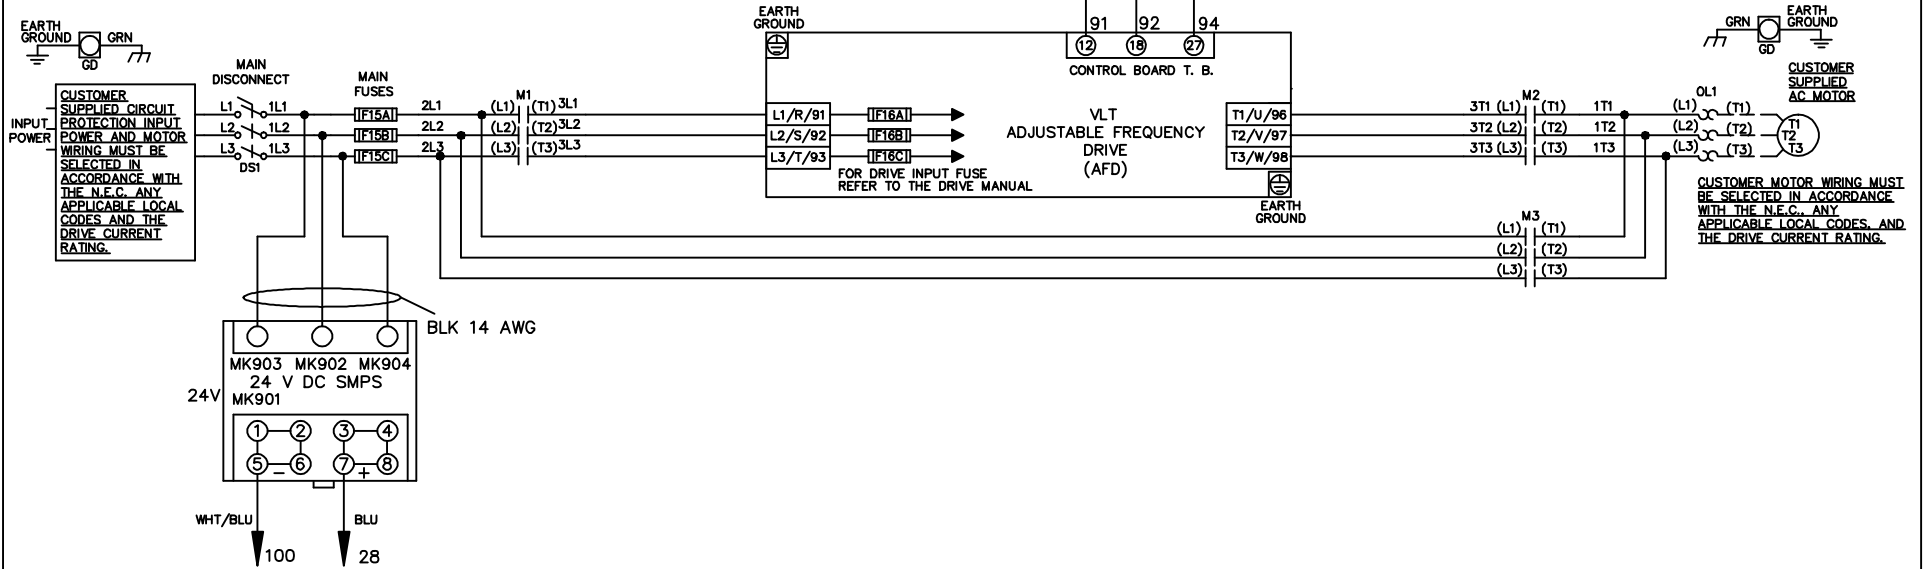 EARTH
GROUND
GRN
GD
INPUT
POWER
CUSTOMER
SUPPLIED CIRCUIT
PROTECTION INPUT
POWER AND MOTOR
WIRING MUST BE
SELECTED IN
ACCORDANCE WITH
THE N.E.C. ANY
APPLICABLE LOCAL
CODES AND THE
DRIVE CURRENT
RATING.
MAIN
DISCONNECT
L1 1L1
L2 1L2
L3 1L3
DS1
MAIN
FUSES
F15A
F15B
F15C
2L1
2L2
2L3
M1
(L1) (T1) 3L1
(L2) (T2) 3L2
(L3) (T3) 3L3
EARTH
GROUND
91 92 94
12 18 27
CONTROL BOARD T. B.
L1/R/91
L2/S/92
L3/T/93
F16A
F16B
F16C
FOR DRIVE INPUT FUSE
REFER TO THE DRIVE MANUAL
VLT
ADJUSTABLE FREQUENCY
DRIVE
(AFD)
T1/U/96
T2/V/97
T3/W/98
EARTH
GROUND
M2
3T1 (L1) (T1) 1T1
3T2 (L2) (T2) 1T2
3T3 (L3) (T3) 1T3
M3
(L1) (T1)
(L2) (T2)
(L3) (T3)
GRN
EARTH
GROUND
GD
CUSTOMER
SUPPLIED
AC MOTOR
OL1
(L1) (T1)
(L2) (T2)
(L3) (T3)
T1
T2
T3
CUSTOMER MOTOR WIRING MUST
BE SELECTED IN ACCORDANCE
WITH THE N.E.C., ANY
APPLICABLE LOCAL CODES, AND
THE DRIVE CURRENT RATING.
BLK 14 AWG
MK903 MK902 MK904
24 V DC SMPS
24V
MK901
1 2 3 4
5 - 6 7 + 8
WHT/BLU
BLU
100
28